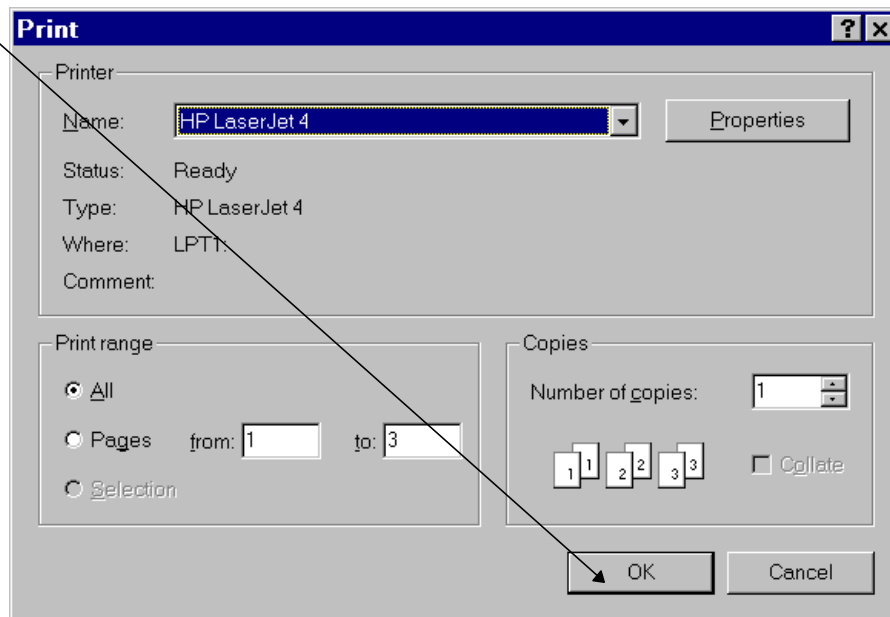 Print
Printer
Name: HP LaserJet 4 Properties
Status: Ready
Type: HP LaserJet 4
Where: LPT1:
Comment:
Print range
All
Pages from: 1 to: 3
Selection
Copies
Number of copies: 1
1 1 2 2 3 3 Collate
OK Cancel